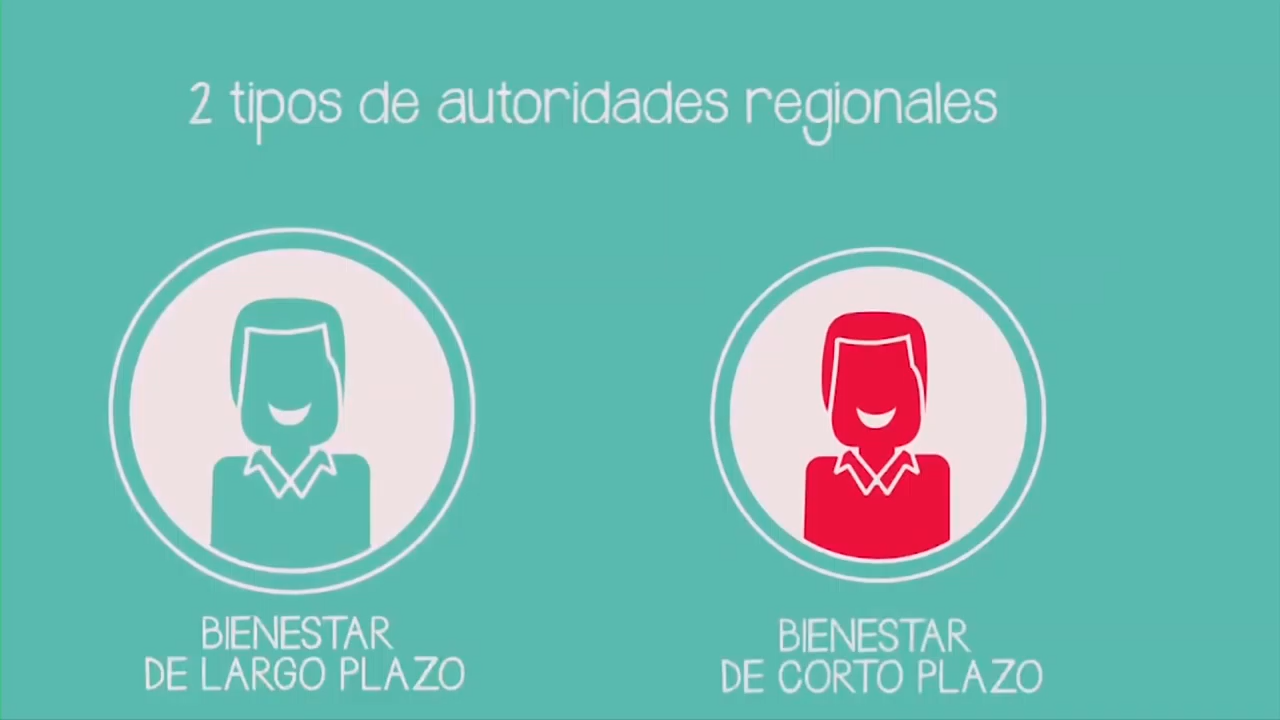 2 tipos de autoridades regionales
BIENESTAR
DE LARGO PLAZO
BIENESTAR
DE CORTO PLAZO